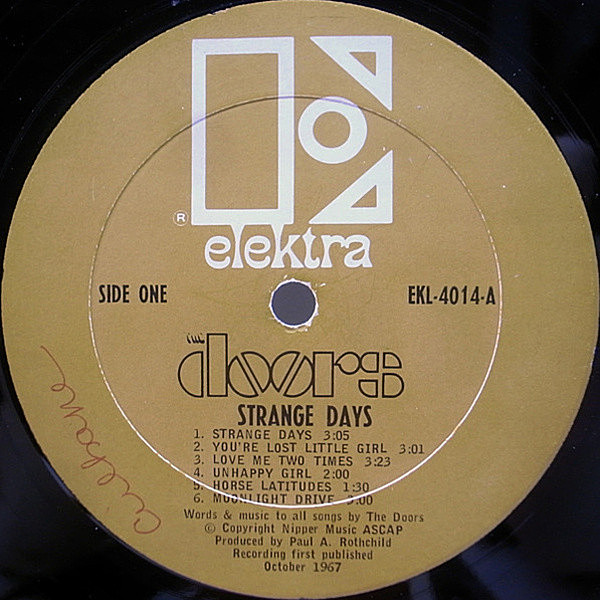 ®
elektra
SIDE ONE
EKL-4014-A
THE
doors
STRANGE DAYS
1. STRANGE DAYS 3:05
2. YOU'RE LOST LITTLE GIRL 3:01
3. LOVE ME TWO TIMES 3:23
4. UNHAPPY GIRL 2:00
5. HORSE LATITUDES 1:30
6. MOONLIGHT DRIVE 3:00
Words & music to all songs by The Doors
© Copyright Nipper Music ASCAP
Produced by Paul A. Rothchild
Recording first published
October 1967